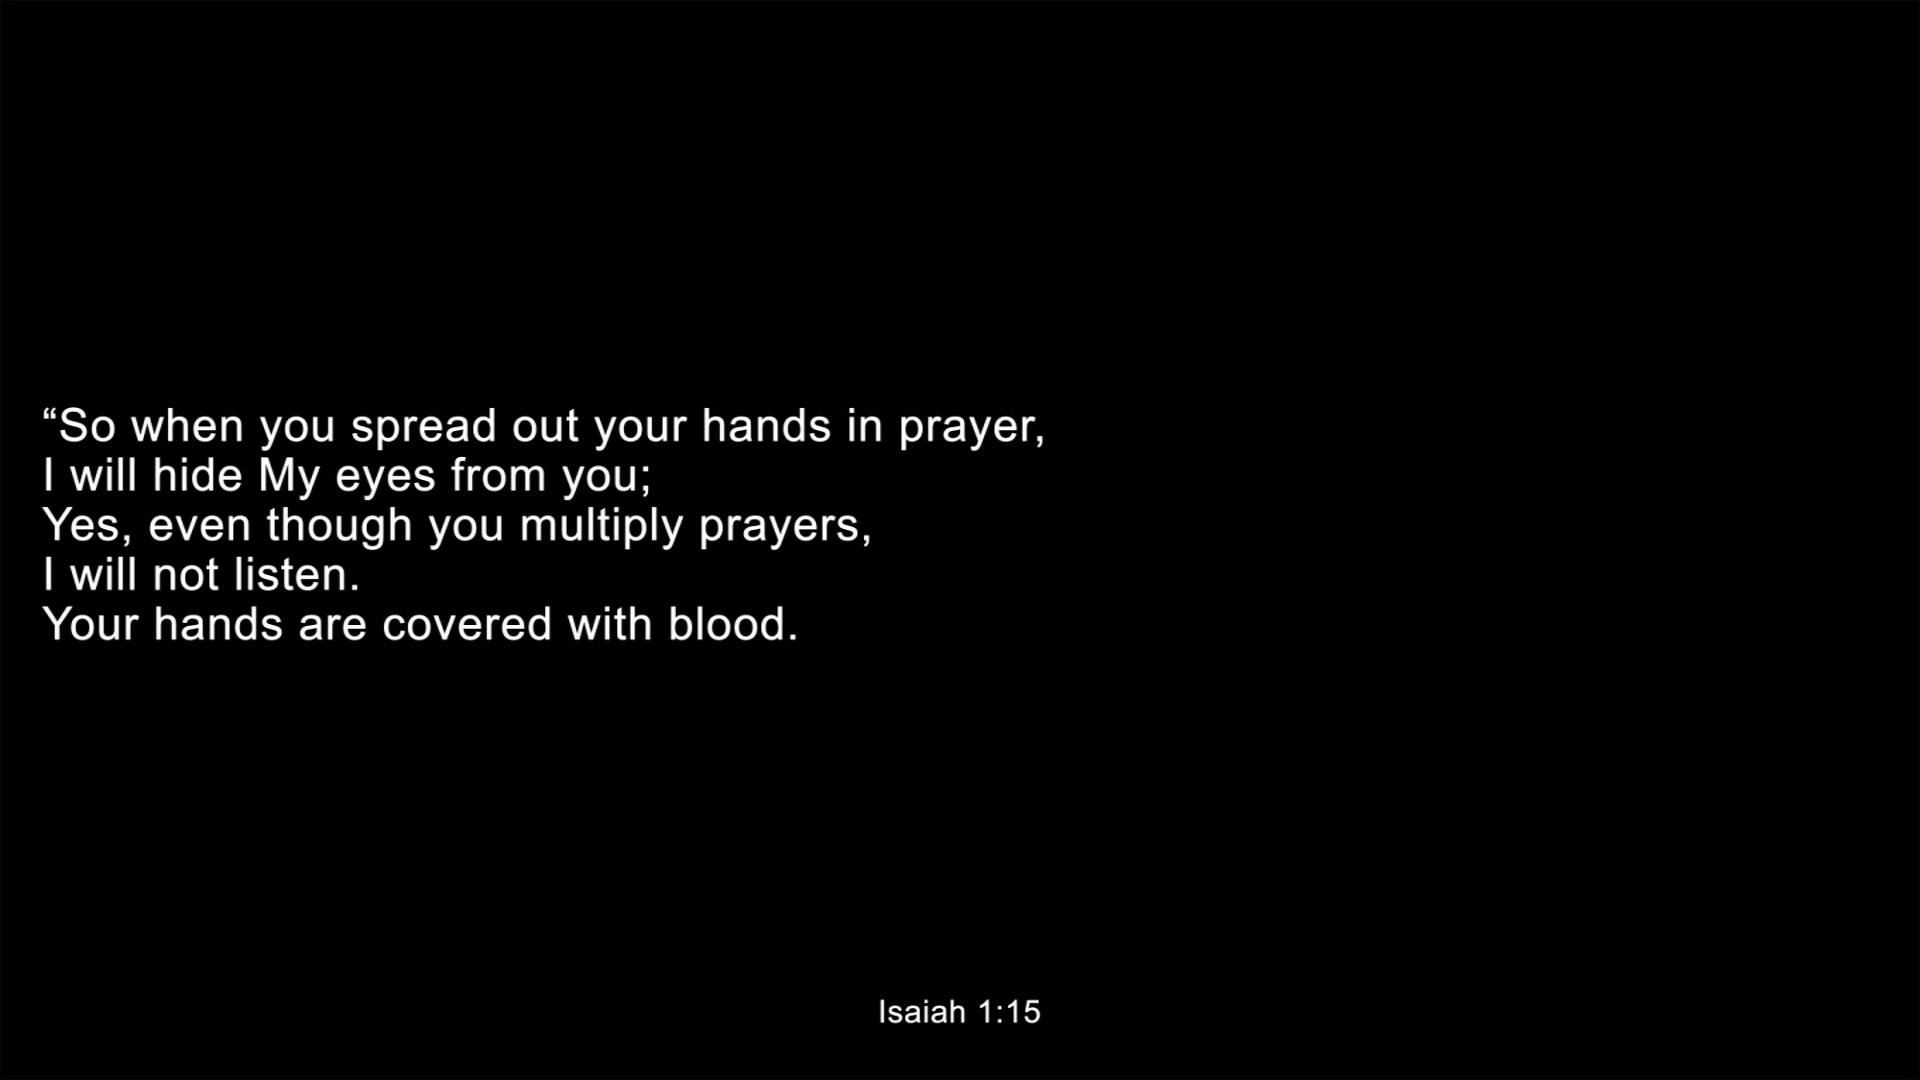 “So when you spread out your hands in prayer,
I will hide My eyes from you;
Yes, even though you multiply prayers,
I will not listen.
Your hands are covered with blood.
Isaiah 1:15